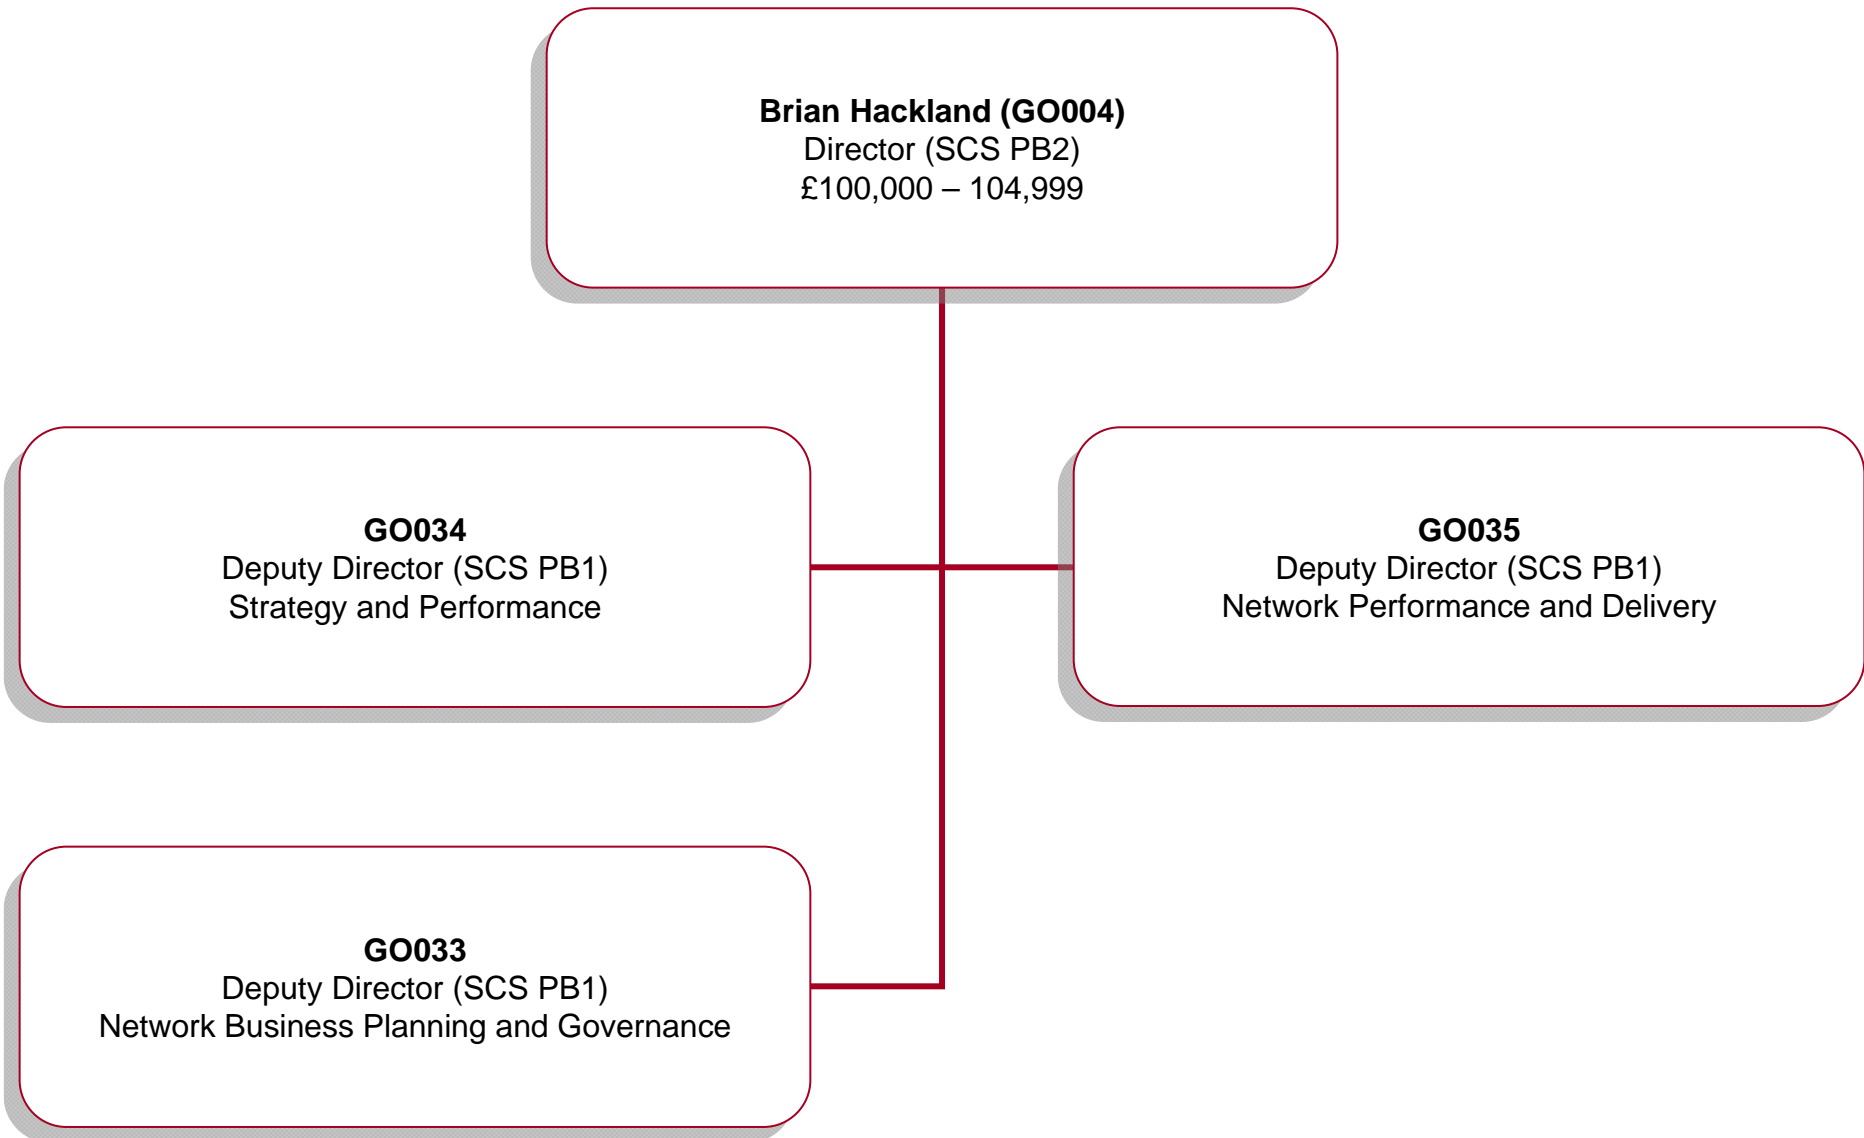 Brian Hackland (GO004)
Director (SCS PB2)
£100,000 – 104,999
GO034
Deputy Director (SCS PB1)
Strategy and Performance
GO035
Deputy Director (SCS PB1)
Network Performance and Delivery
GO033
Deputy Director (SCS PB1)
Network Business Planning and Governance